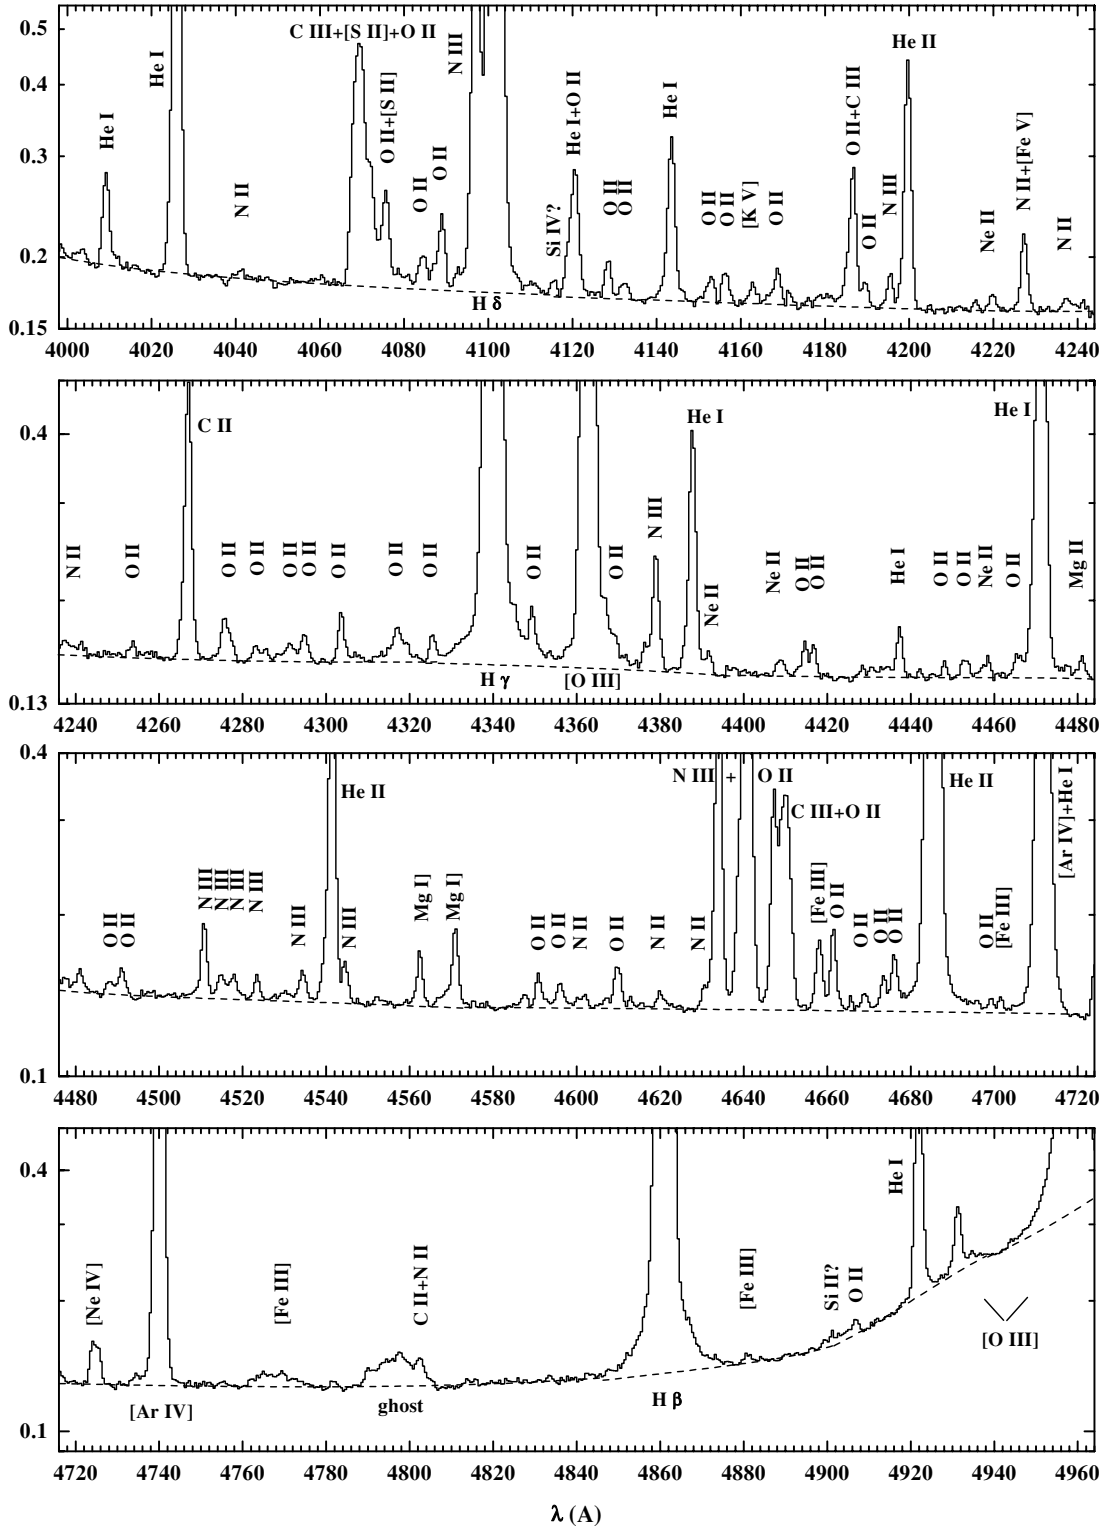 0.5
0.4
0.3
0.2
0.15
He I
He I
N II
C III+[S II]+O II
O II+[S II]
O II
O II
N III
H δ
Si IV?
He I+O II
O II
O II
He I
O II
O II
[K V]
O II
O II+C III
O II
N III
He II
Ne II
N II+[Fe V]
N II
4000 4020 4040 4060 4080 4100 4120 4140 4160 4180 4200 4220 4240
0.4
0.13
N II
O II
C II
O II
O II
O II
O II
O II
O II
O II
H γ
O II
[O III]
O II
N III
He I
Ne II
Ne II
O II
O II
He I
O II
O II
Ne II
O II
He I
Mg II
4240 4260 4280 4300 4320 4340 4360 4380 4400 4420 4440 4460 4480
0.4
0.1
O II
O II
N III
N III
N III
N III
N III
He II
N III
Mg I]
Mg I]
O II
O II
N II
O II
N II
N II
N III + O II
C III+O II
[Fe III]
O II
O II
O II
O II
He II
O II
[Fe III]
[Ar IV]+He I
4480 4500 4520 4540 4560 4580 4600 4620 4640 4660 4680 4700 4720
0.4
0.1
[Ne IV]
[Ar IV]
[Fe III]
ghost
C II+N II
H β
[Fe III]
Si II?
O II
He I
[O III]
4720 4740 4760 4780 4800 4820 4840 4860 4880 4900 4920 4940 4960
λ (A)